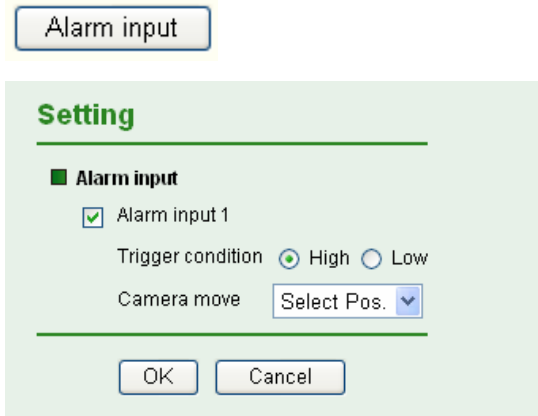 Alarm input
Setting
Alarm input
Alarm input 1
Trigger condition High Low
Camera move Select Pos.
OK Cancel